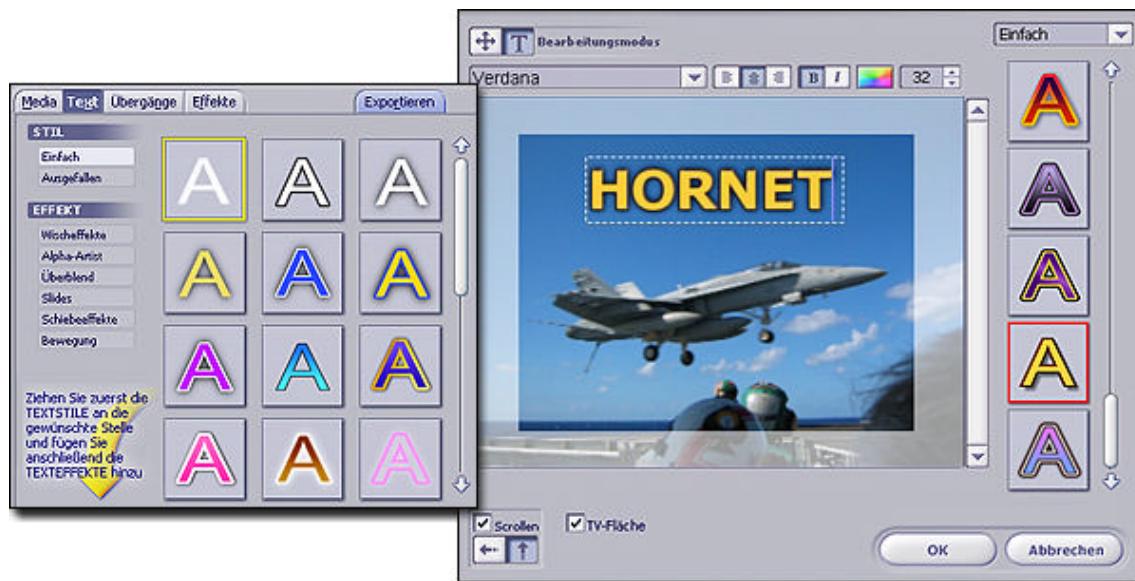 Media Text Übergänge Effekte Exportieren
STIL
Einfach
Ausgefallen
EFFEKT
Wischeffekte
Alpha-Artist
Überblend
Slides
Schiebeeffekte
Bewegung
Ziehen Sie zuerst die
TEXTSTILE an die
gewünschte Stelle
und fügen Sie
anschließend die
TEXTEFFEKTE hinzu
A A A
A A A
A A A
A A A
T Bearbeitungsmodus
Einfach
Verdana
B I 32
HORNET
A
A
A
A
A
Scrollen TV-Fläche
OK Abbrechen